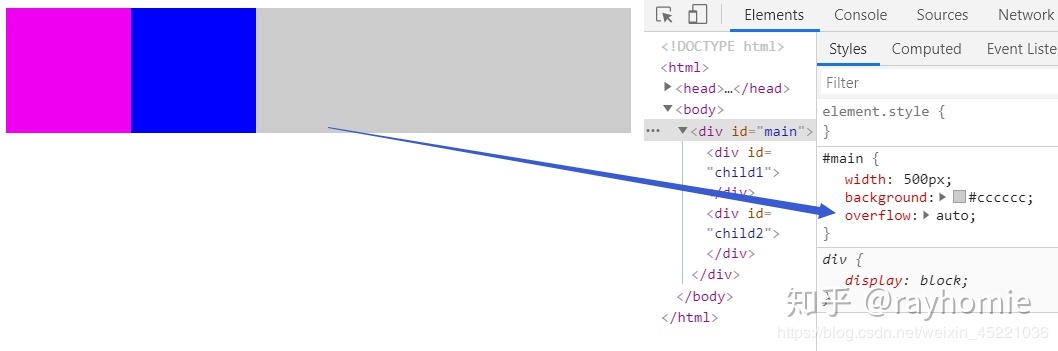 Elements Console Sources Network
<!DOCTYPE html>
<html>
<head>…</head>
<body>
<div id="main">
<div id=
"child1">
</div>
<div id=
"child2">
</div>
</div>
</body>
</html>
Styles Computed Event Liste
Filter
element.style {
}
#main {
width: 500px;
background: #cccccc;
overflow: auto;
}
div {
display: block;
}
知乎 @rayhomie
https://blog.csdn.net/weixin_45221036